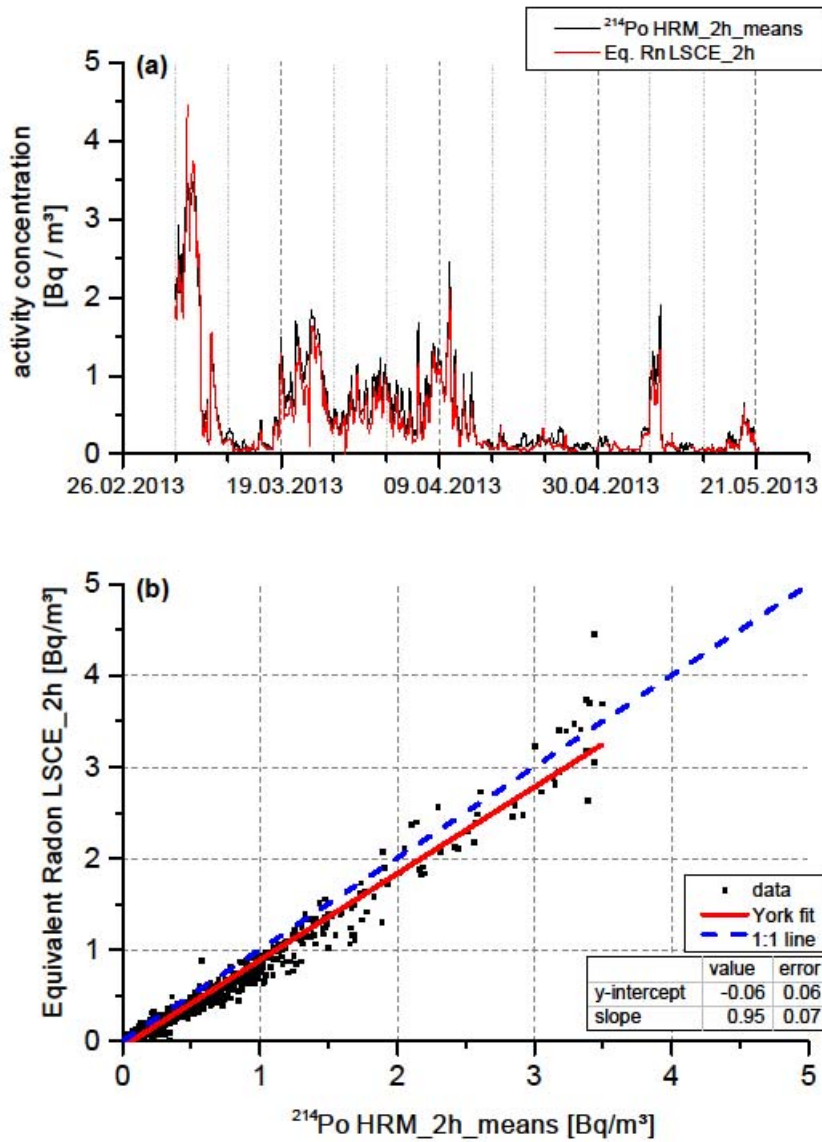 ²¹⁴Po HRM_2h_means
Eq. Rn LSCE_2h
(a)
5
4
3
2
1
0
activity concentration
[Bq / m³]
26.02.2013 19.03.2013 09.04.2013 30.04.2013 21.05.2013
(b)
5
4
3
2
1
0
Equivalent Radon LSCE_2h [Bq/m³]
data
York fit
1:1 line
value error
y-intercept -0.06 0.06
slope 0.95 0.07
0 1 2 3 4 5
²¹⁴Po HRM_2h_means [Bq/m³]